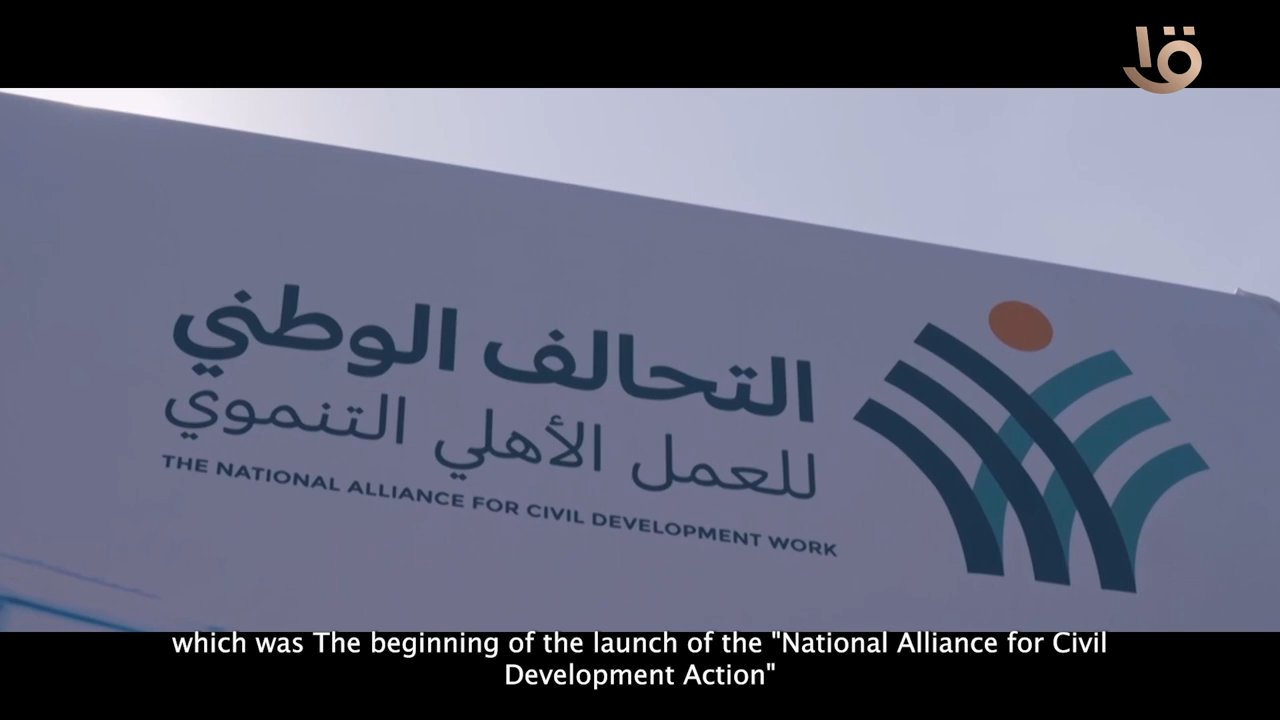 التحالف الوطني
للعمل الأهلي التنموي
THE NATIONAL ALLIANCE FOR CIVIL DEVELOPMENT WORK
which was The beginning of the launch of the "National Alliance for Civil
Development Action"